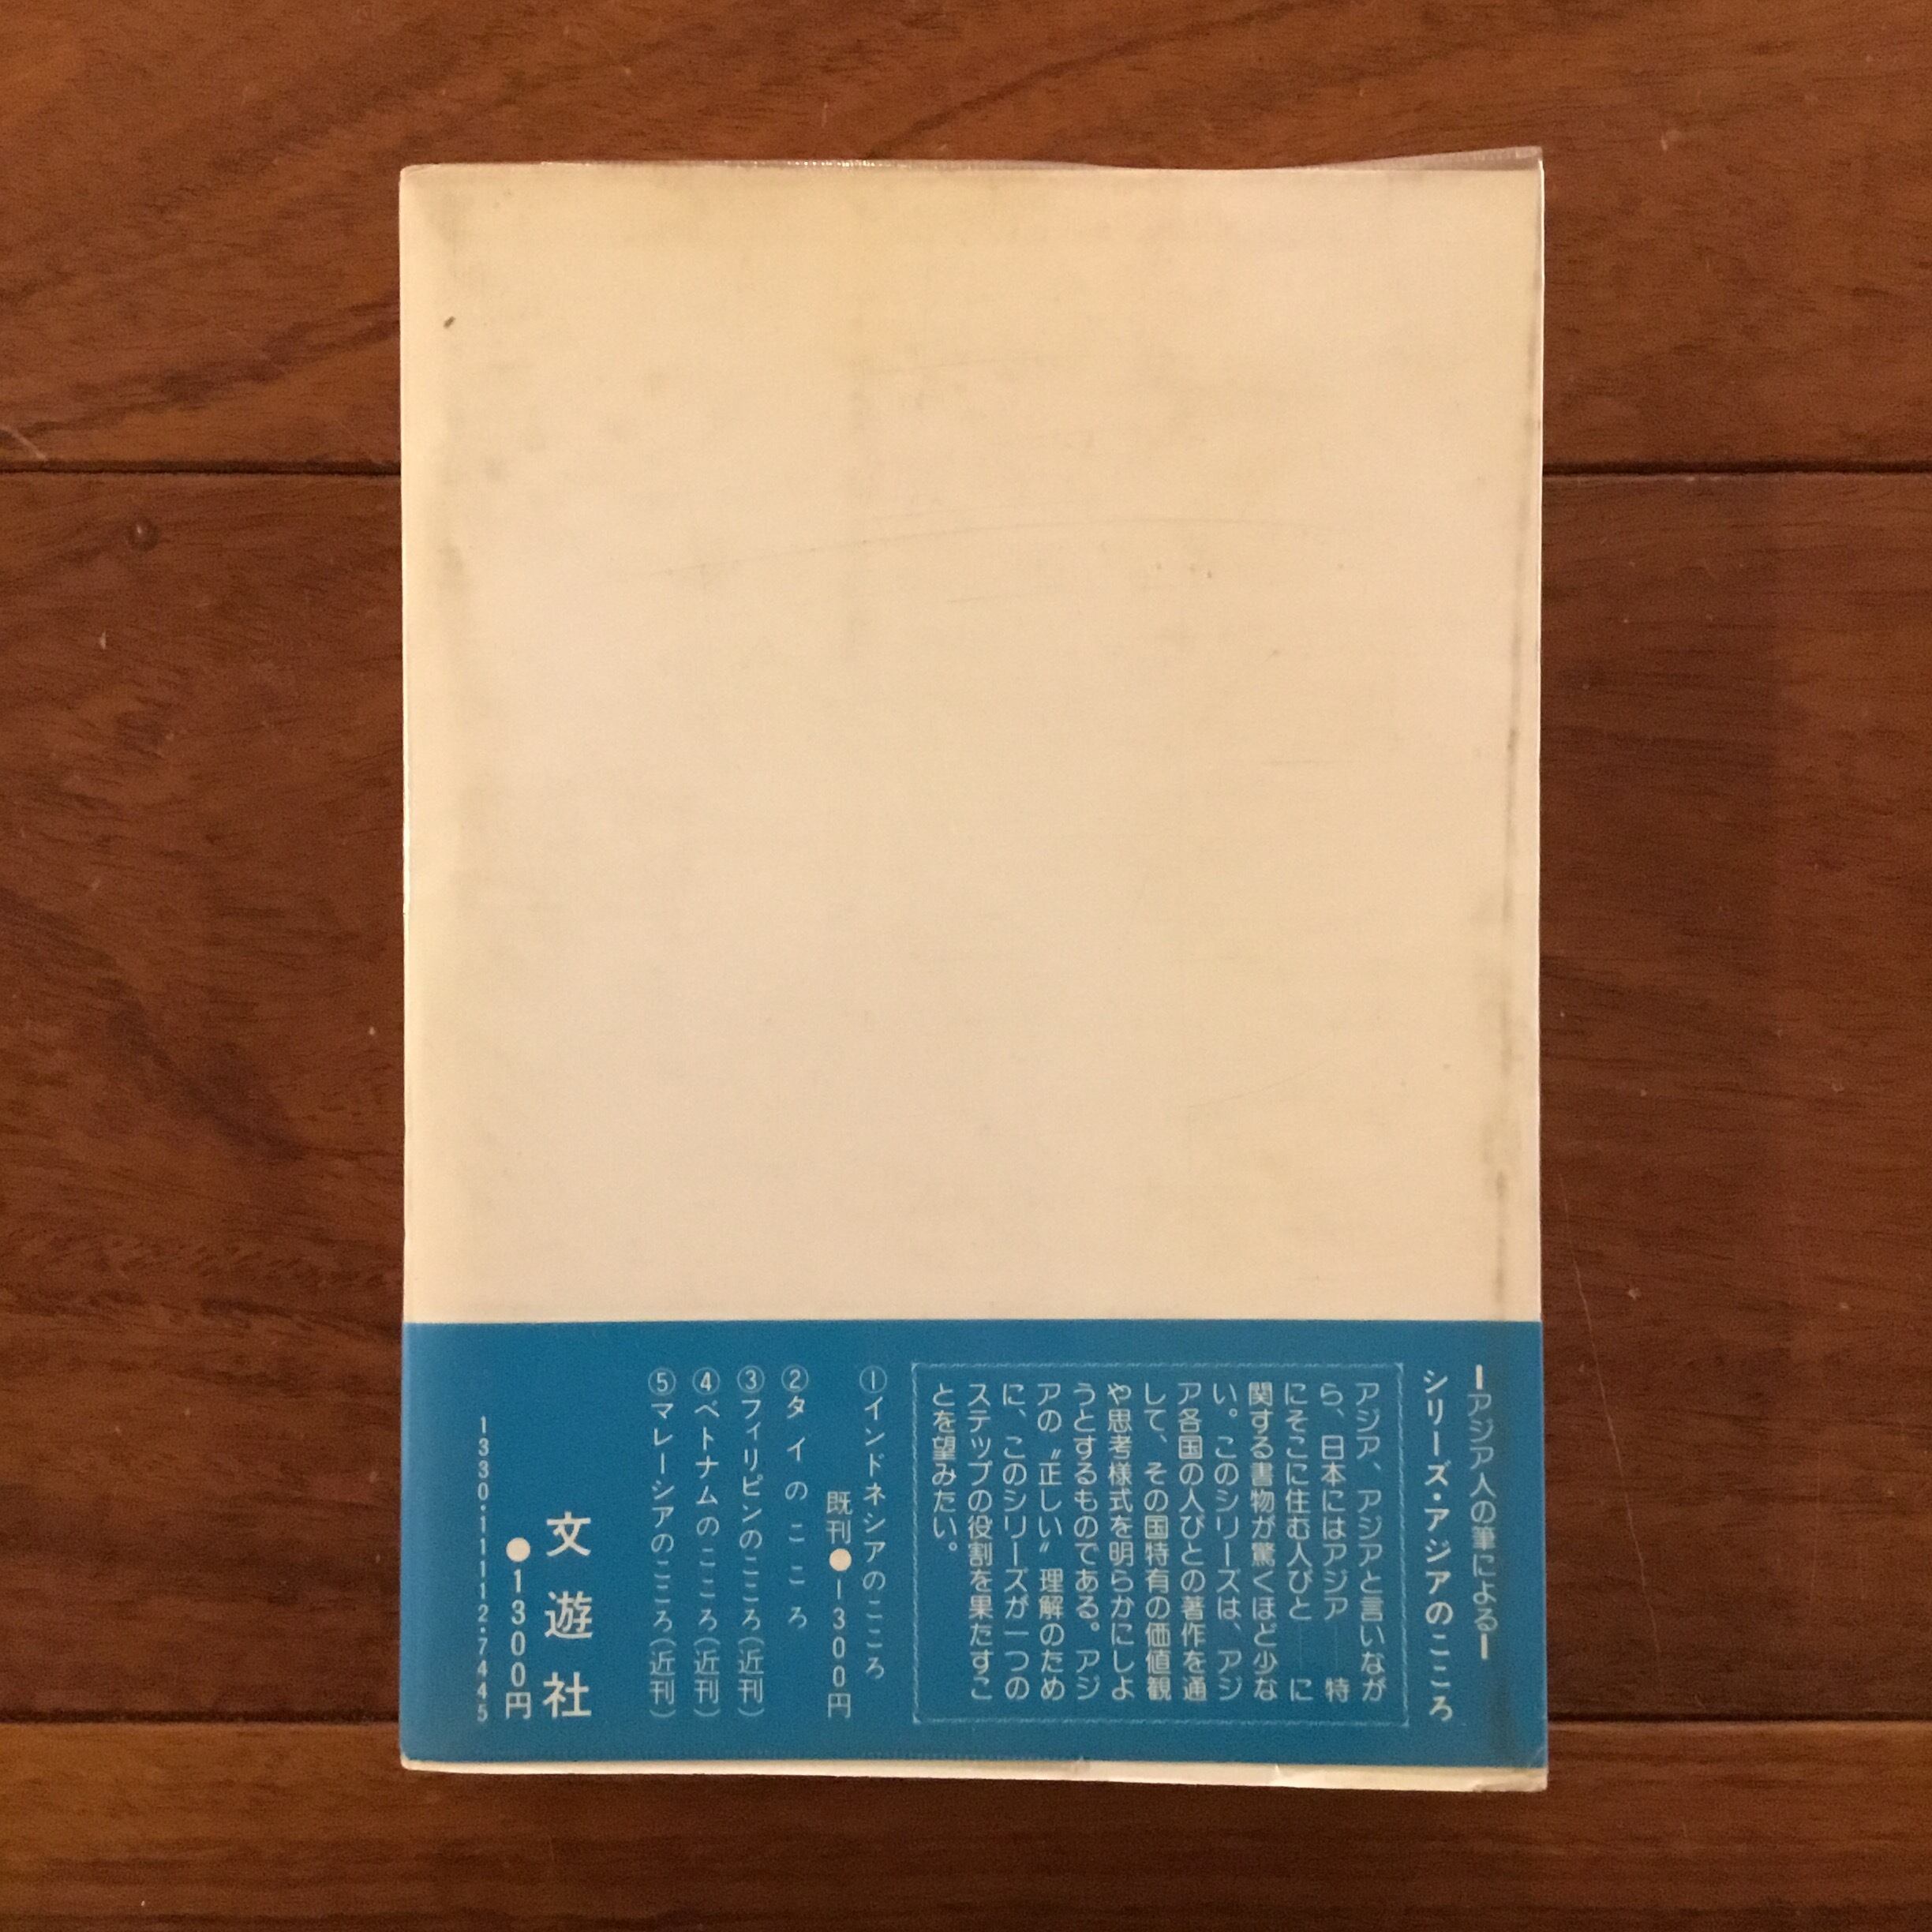 ーアジア人の筆によるー
シリーズ・アジアのこころ
アジア、アジアと言いなが
ら、日本にはアジア――特
にそこに住む人びと――に
関する書物が驚くほど少な
い。このシリーズは、アジ
ア各国の人びとの著作を通
して、その国特有の価値観
や思考様式を明らかにしよ
うとするものである。アジ
アの〝正しい〟理解のため
に、このシリーズが一つの
ステップの役割を果たすこ
とを望みたい。
①インドネシアのこころ
既刊●1300円
②タイのこころ
③フィリピンのこころ(近刊)
④ベトナムのこころ(近刊)
⑤マレーシアのこころ(近刊)
文遊社
●1300円
1330・11112・7445